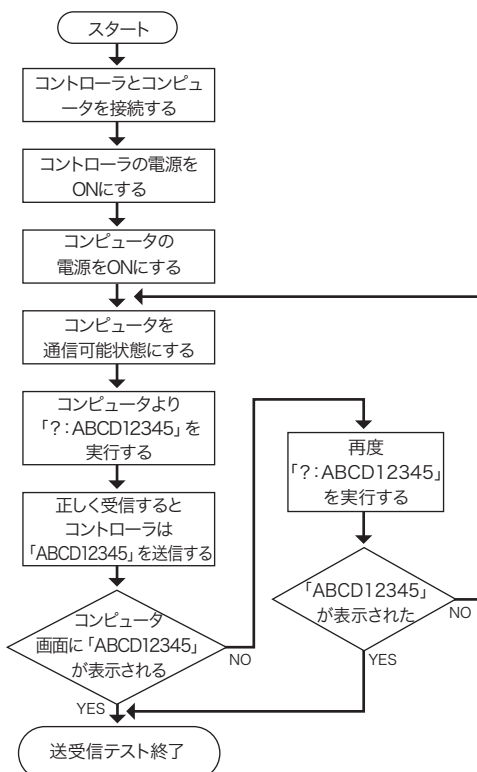 スタート
コントローラとコンピュ
ータを接続する
コントローラの電源を
ONにする
コンピュータの
電源をONにする
コンピュータを
通信可能状態にする
コンピュータより
「?:ABCD12345」を
実行する
正しく受信すると
コントローラは
「ABCD12345」を送信する
コンピュータ
画面に「ABCD12345」
が表示される
NO
YES
再度
「?:ABCD12345」
を実行する
「ABCD12345」
が表示された
NO
YES
送受信テスト終了